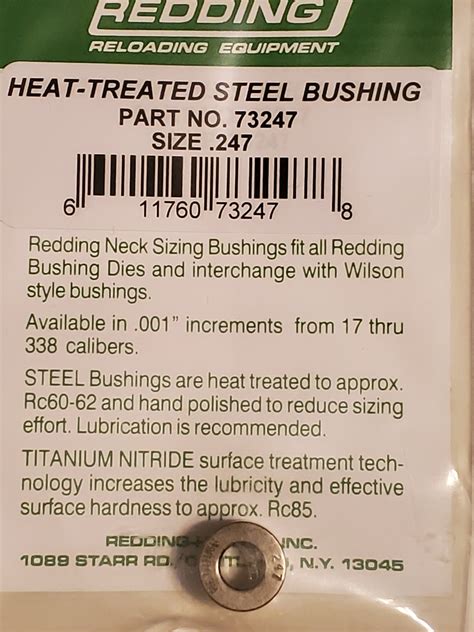 REDDING
RELOADING EQUIPMENT
HEAT-TREATED STEEL BUSHING
PART NO. 73247
SIZE .247
6 11760 73247 8
Redding Neck Sizing Bushings fit all Redding
Bushing Dies and interchange with Wilson
style bushings.
Available in .001" increments from 17 thru
338 calibers.
STEEL Bushings are heat treated to approx.
Rc60-62 and hand polished to reduce sizing
effort. Lubrication is recommended.
TITANIUM NITRIDE surface treatment tech-
nology increases the lubricity and effective
surface hardness to approx. Rc85.
REDDING INC.
1089 STARR RD. N.Y. 13045
247